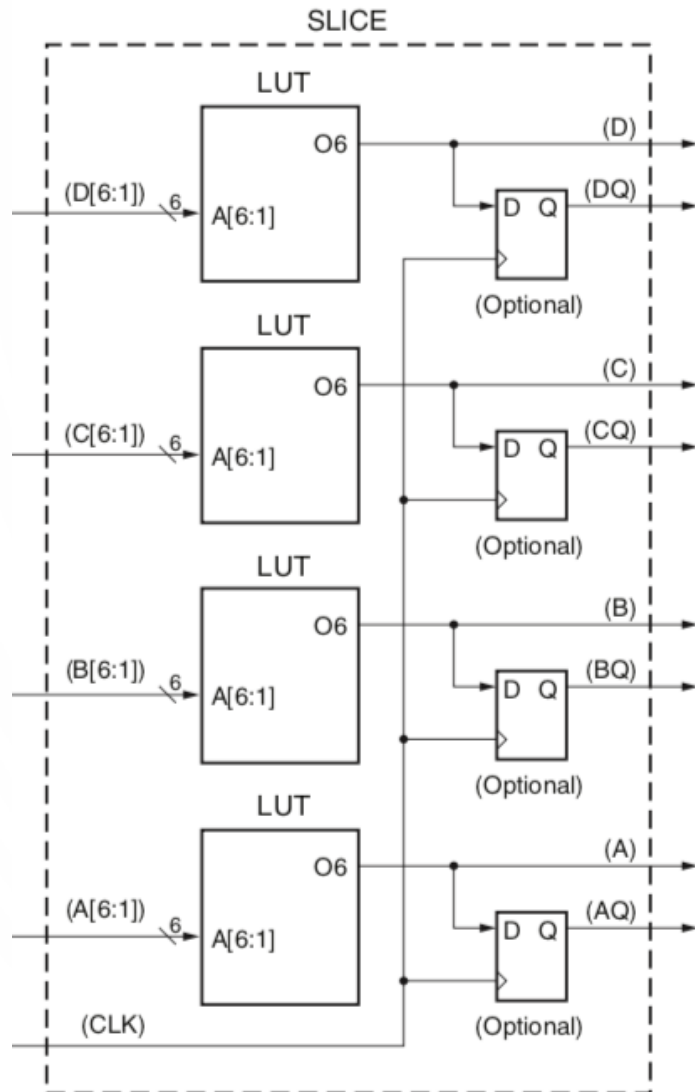 SLICE
LUT
O6
(D)
(D[6:1])
6
A[6:1]
D Q
(DQ)
(Optional)
LUT
O6
(C)
(C[6:1])
6
A[6:1]
D Q
(CQ)
(Optional)
LUT
O6
(B)
(B[6:1])
6
A[6:1]
D Q
(BQ)
(Optional)
LUT
O6
(A)
(A[6:1])
6
A[6:1]
D Q
(AQ)
(CLK)
(Optional)